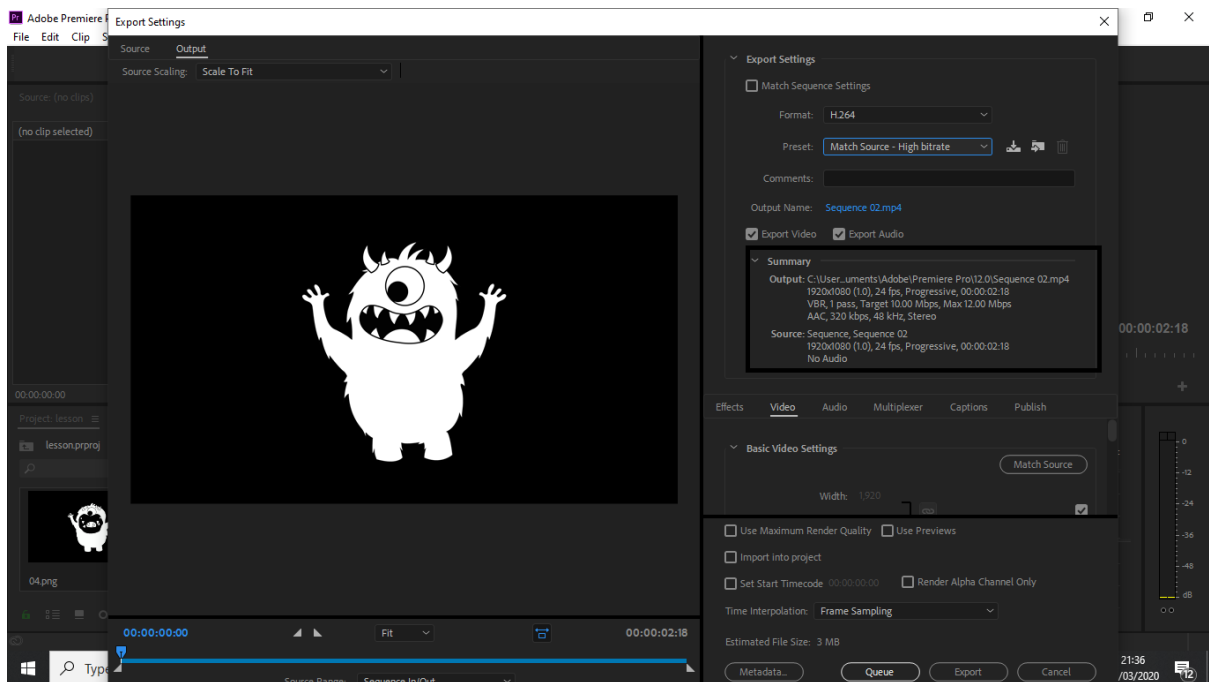 Pr Adobe Premiere P
Export Settings
File Edit Clip S
Source Output
Source Scaling: Scale To Fit
Source: (no clips)
(no clip selected)
00:00:00:00
Project: lesson
lesson.prproj
04.png
Export Settings
Match Sequence Settings
Format: H.264
Preset: Match Source - High bitrate
Comments:
Output Name: Sequence 02.mp4
Export Video Export Audio
Summary
Output: C:\User...uments\Adobe\Premiere Pro\12.0\Sequence 02.mp4
1920x1080 (1.0), 24 fps, Progressive, 00:00:02:18
VBR, 1 pass, Target 10.00 Mbps, Max 12.00 Mbps
AAC, 320 kbps, 48 kHz, Stereo
Source: Sequence, Sequence 02
1920x1080 (1.0), 24 fps, Progressive, 00:00:02:18
No Audio
Effects Video Audio Multiplexer Captions Publish
Basic Video Settings
Match Source
Width: 1,920
Use Maximum Render Quality Use Previews
Import into project
Set Start Timecode 00:00:00:00 Render Alpha Channel Only
Time Interpolation: Frame Sampling
Estimated File Size: 3 MB
Metadata... Queue Export Cancel
00:00:00:00 Fit 00:00:02:18
Source Range: Sequence In/Out
00:00:02:18
0
-12
-24
-36
-48
dB
Type
21:36
/03/2020
12